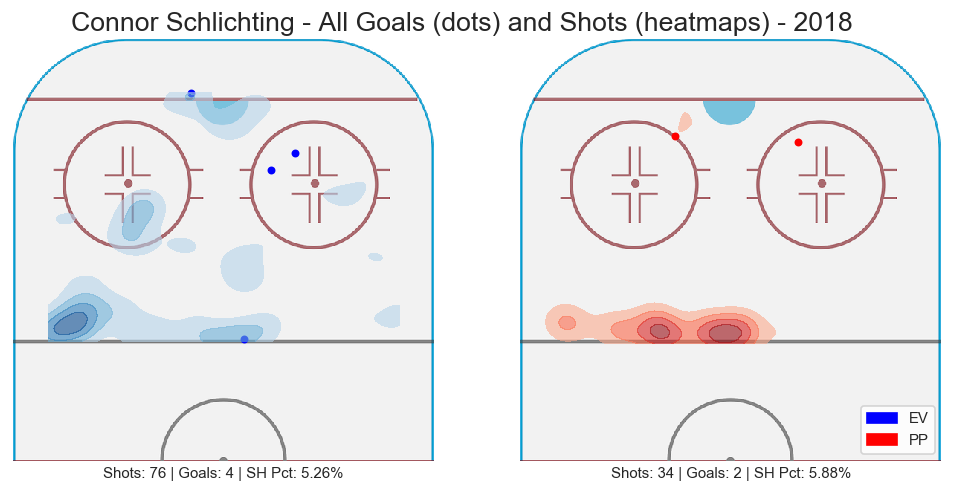 Connor Schlichting - All Goals (dots) and Shots (heatmaps) - 2018
EV
PP
Shots: 76 | Goals: 4 | SH Pct: 5.26%
Shots: 34 | Goals: 2 | SH Pct: 5.88%